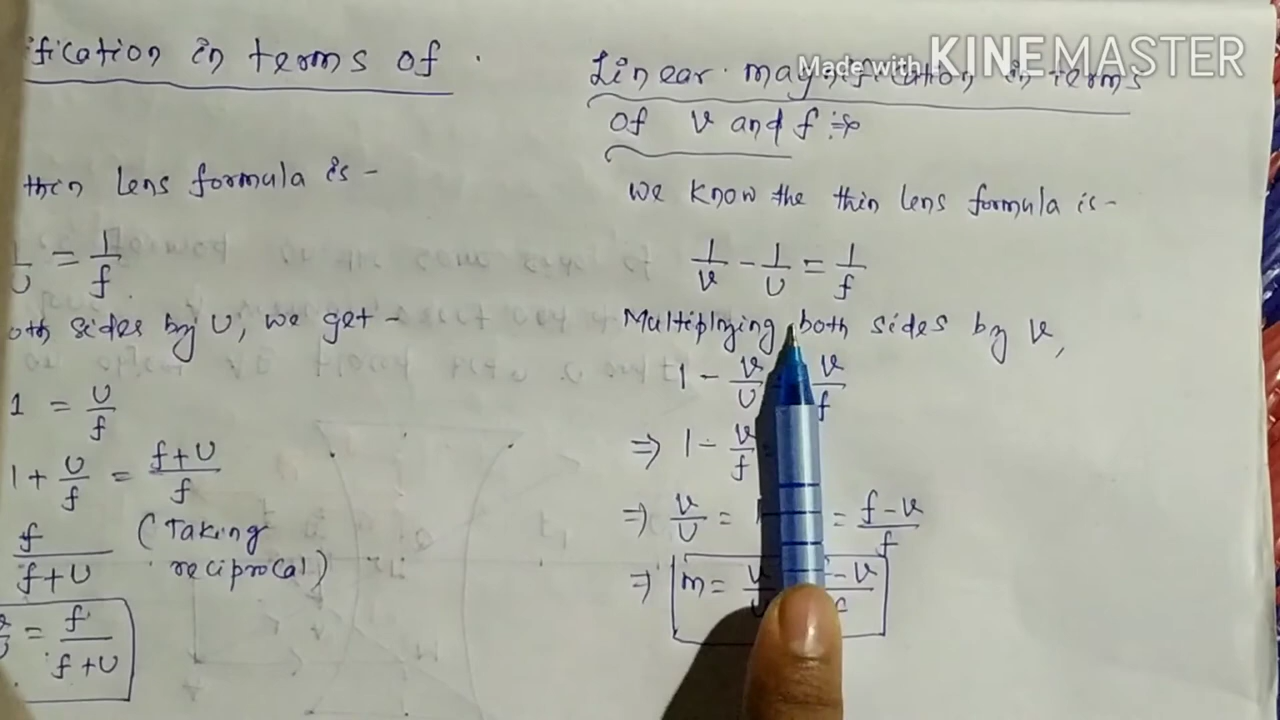 Made with KINEMASTER
ification in terms of
thin Lens formula is -
1/u = 1/f
oth sides by u, we get -
1 = u/f
1 + u/f = f+u/f
f/f+u (Taking reciprocal)
= f/f+u
Linear magnification in terms
of v and f :-
we know the thin lens formula is -
1/v - 1/u = 1/f
Multiplying both sides by v,
1 - v/u v/f
⇒ 1 - v/f
⇒ v/u = = f-v/f
⇒ m = f-v/f